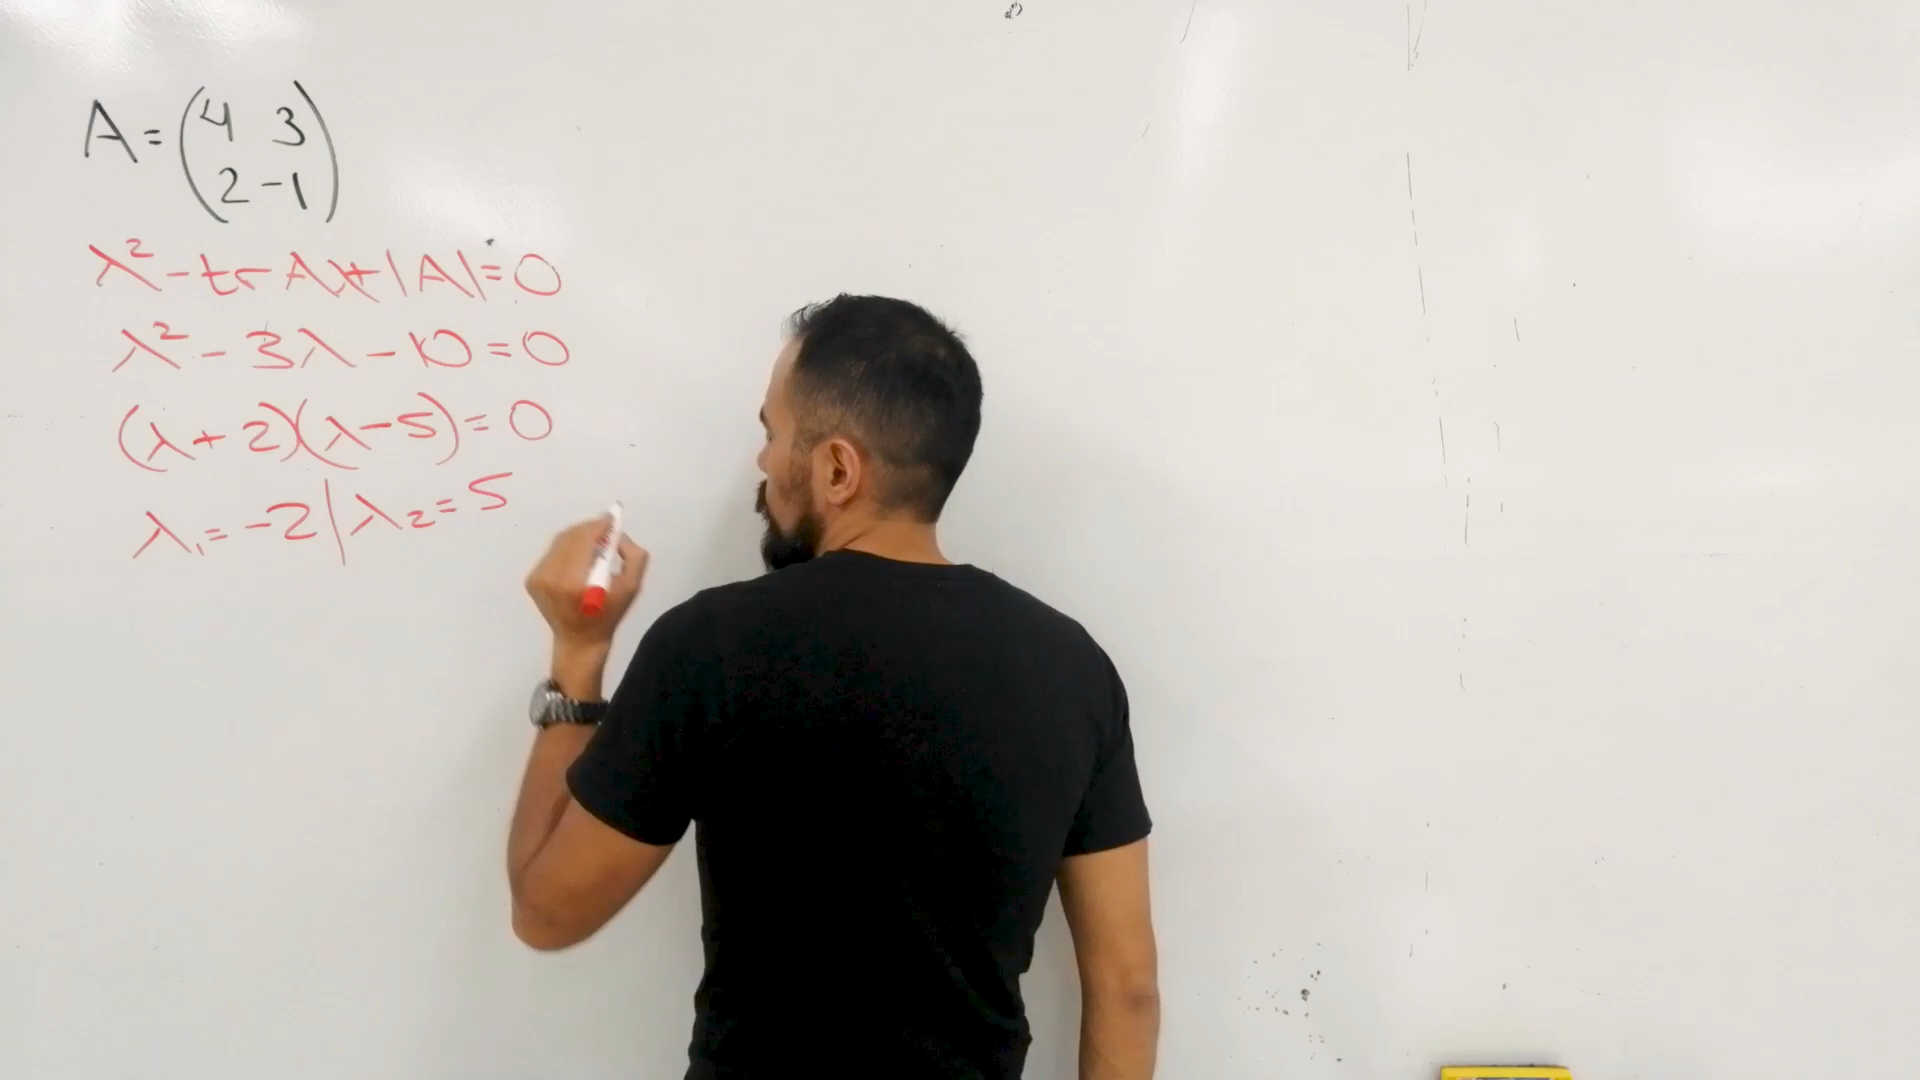 A = (4 3
2 -1)
λ² - tr Aλ + |A| = 0
λ² - 3λ - 10 = 0
(λ + 2)(λ - 5) = 0
λ₁ = -2 | λ₂ = 5